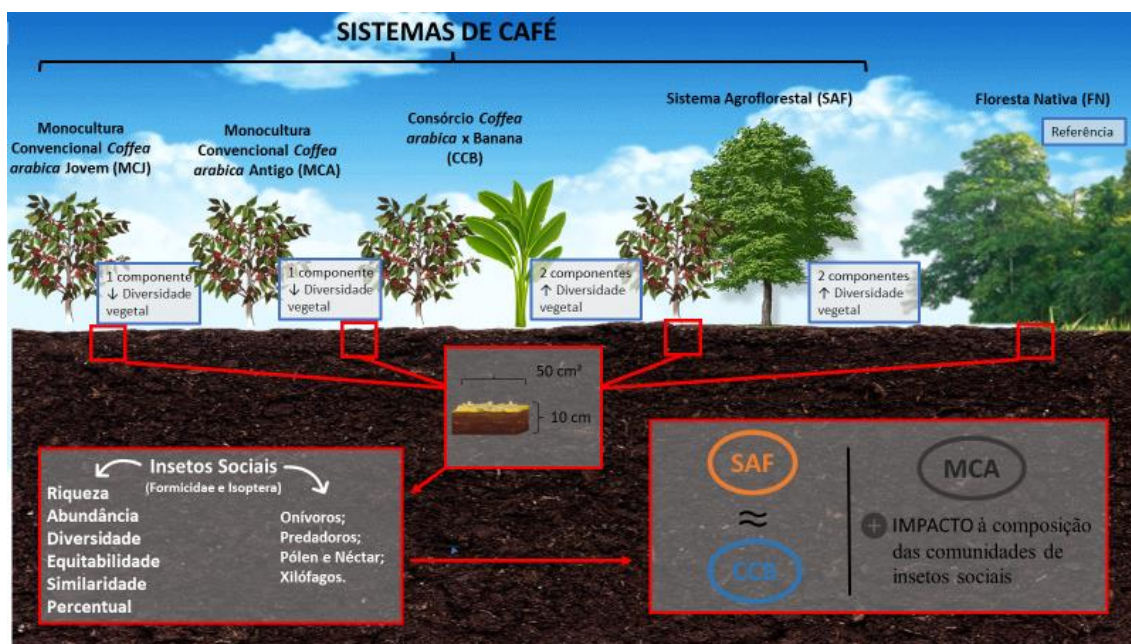 SISTEMAS DE CAFÉ
Monocultura
Convencional Coffea
arabica Jovem (MCJ)
Monocultura
Convencional Coffea
arabica Antigo (MCA)
Consórcio Coffea
arabica x Banana
(CCB)
Sistema Agroflorestal (SAF)
Floresta Nativa (FN)
Referência
1 componente
↓ Diversidade
vegetal
1 componente
↓ Diversidade
vegetal
2 componentes
↑ Diversidade
vegetal
2 componentes
↑ Diversidade
vegetal
50 cm²
10 cm
Insetos Sociais
(Formicidae e Isoptera)
Riqueza
Abundância
Diversidade
Equitabilidade
Similaridade
Percentual
Onívoros;
Predadores;
Pólen e Néctar;
Xilófagos.
SAF
≈
CCB
MCA
+ IMPACTO à composição
das comunidades de
insetos sociais